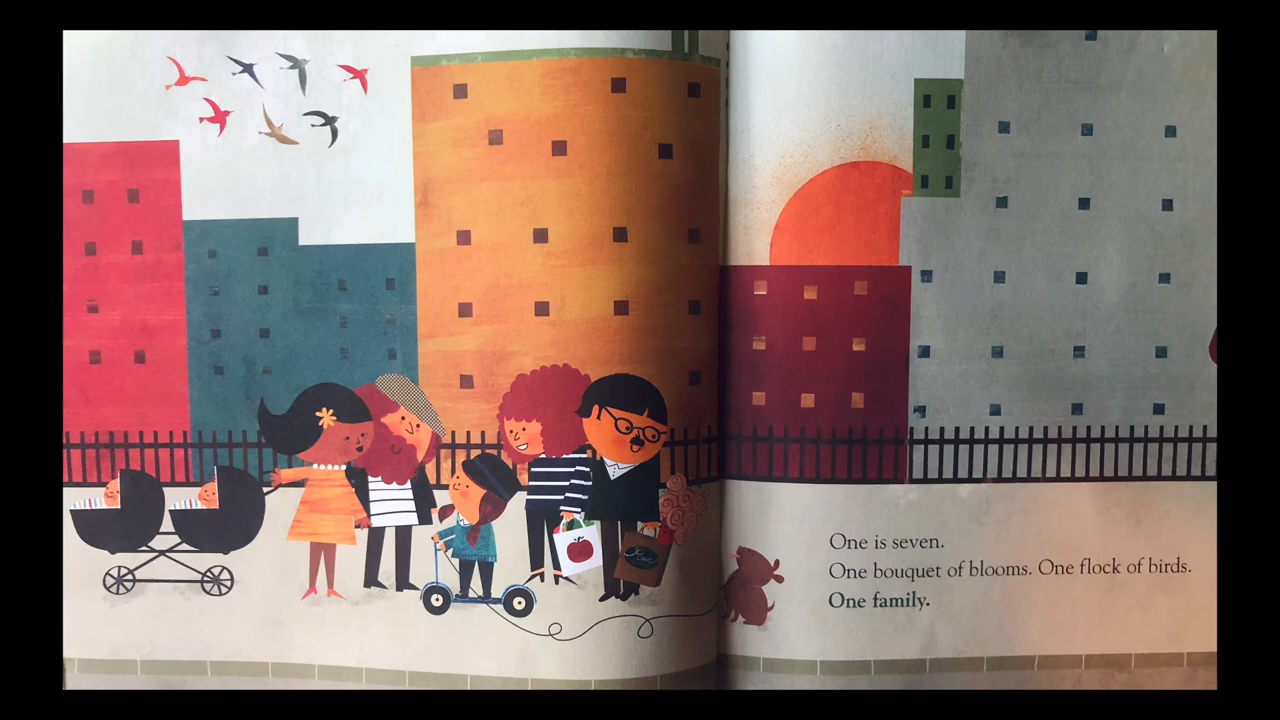 One is seven.
One bouquet of blooms. One flock of birds.
One family.